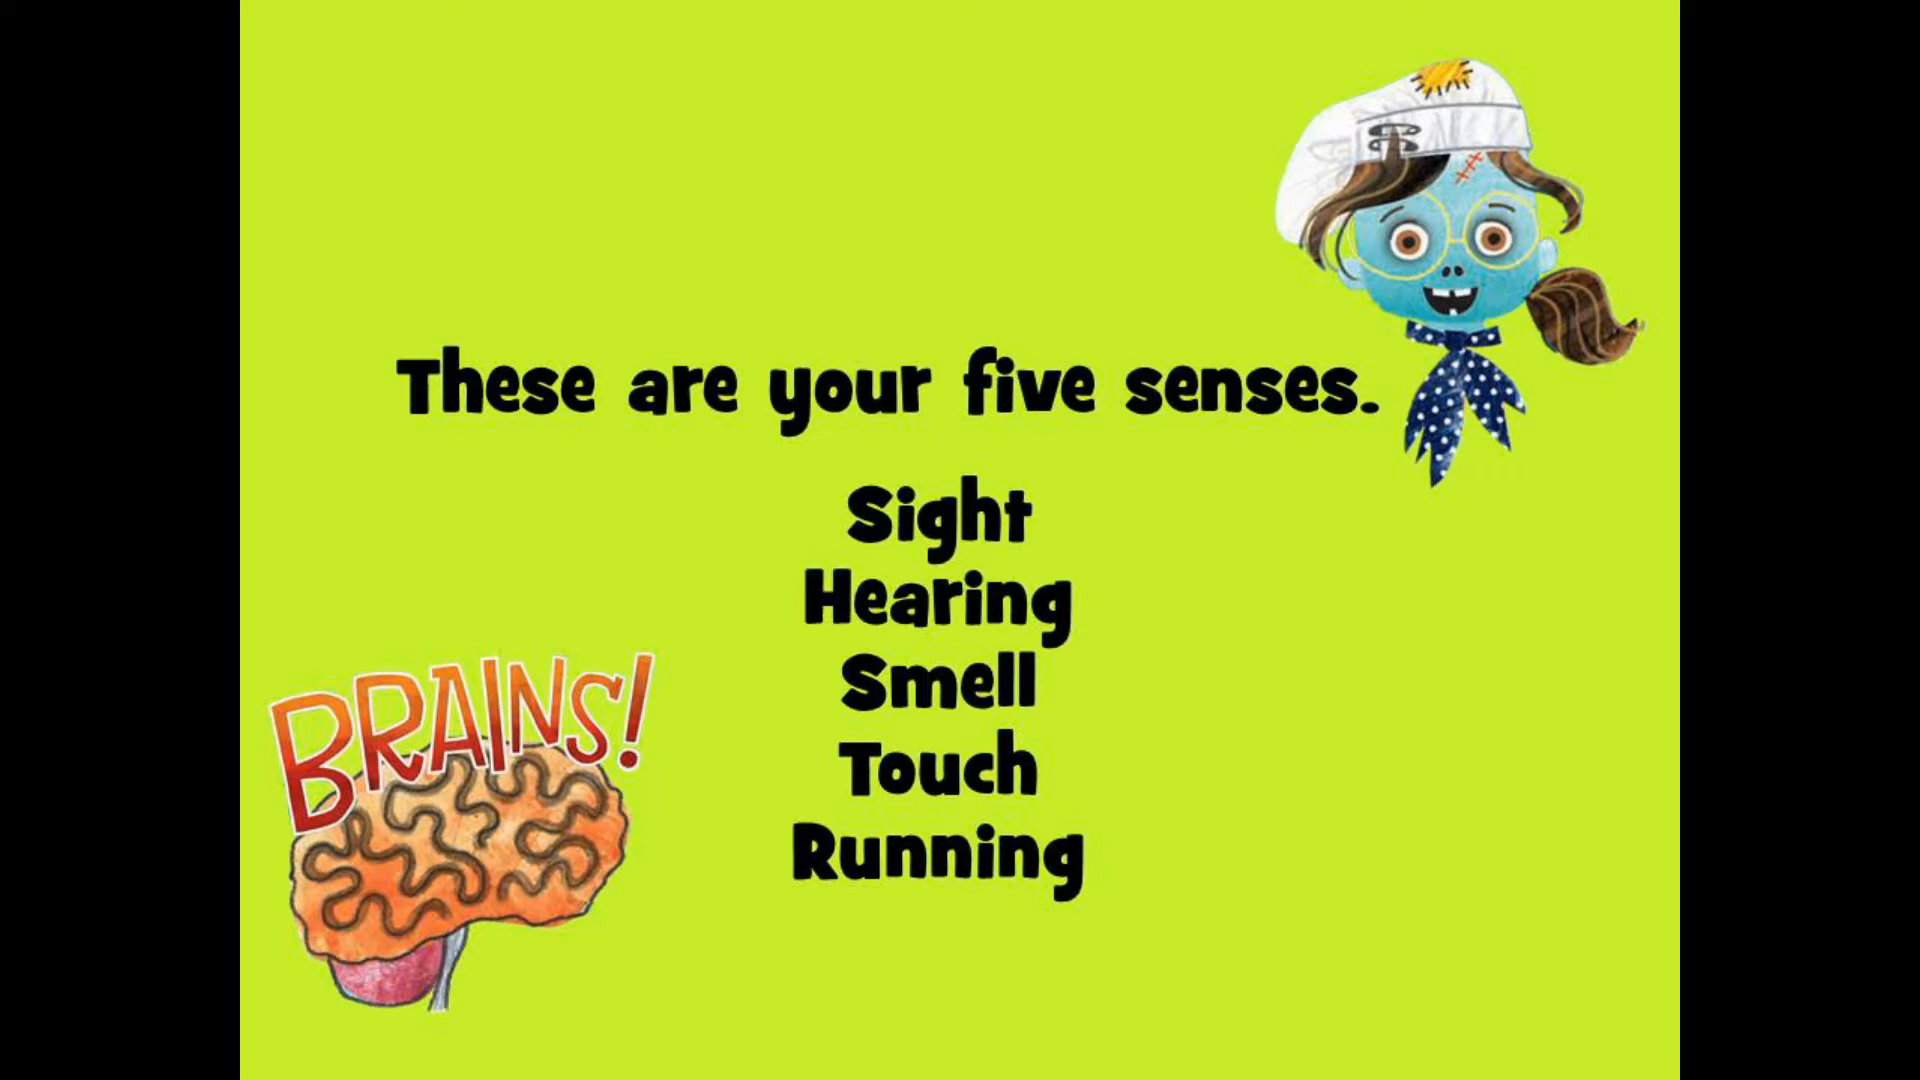 These are your five senses.
Sight
Hearing
Smell
Touch
Running
BRAINS!